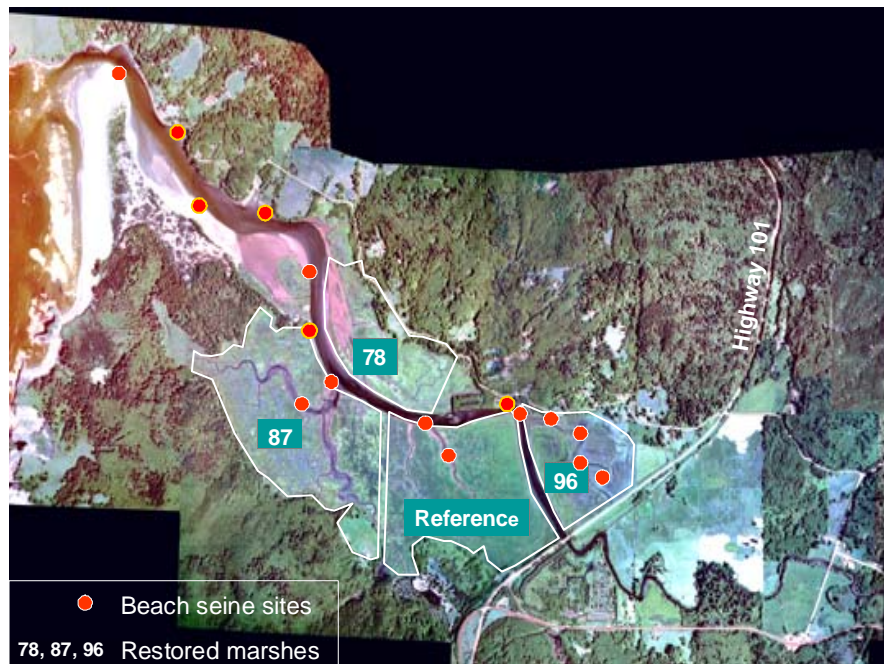 Highway 101
78
87
96
Reference
Beach seine sites
78, 87, 96 Restored marshes